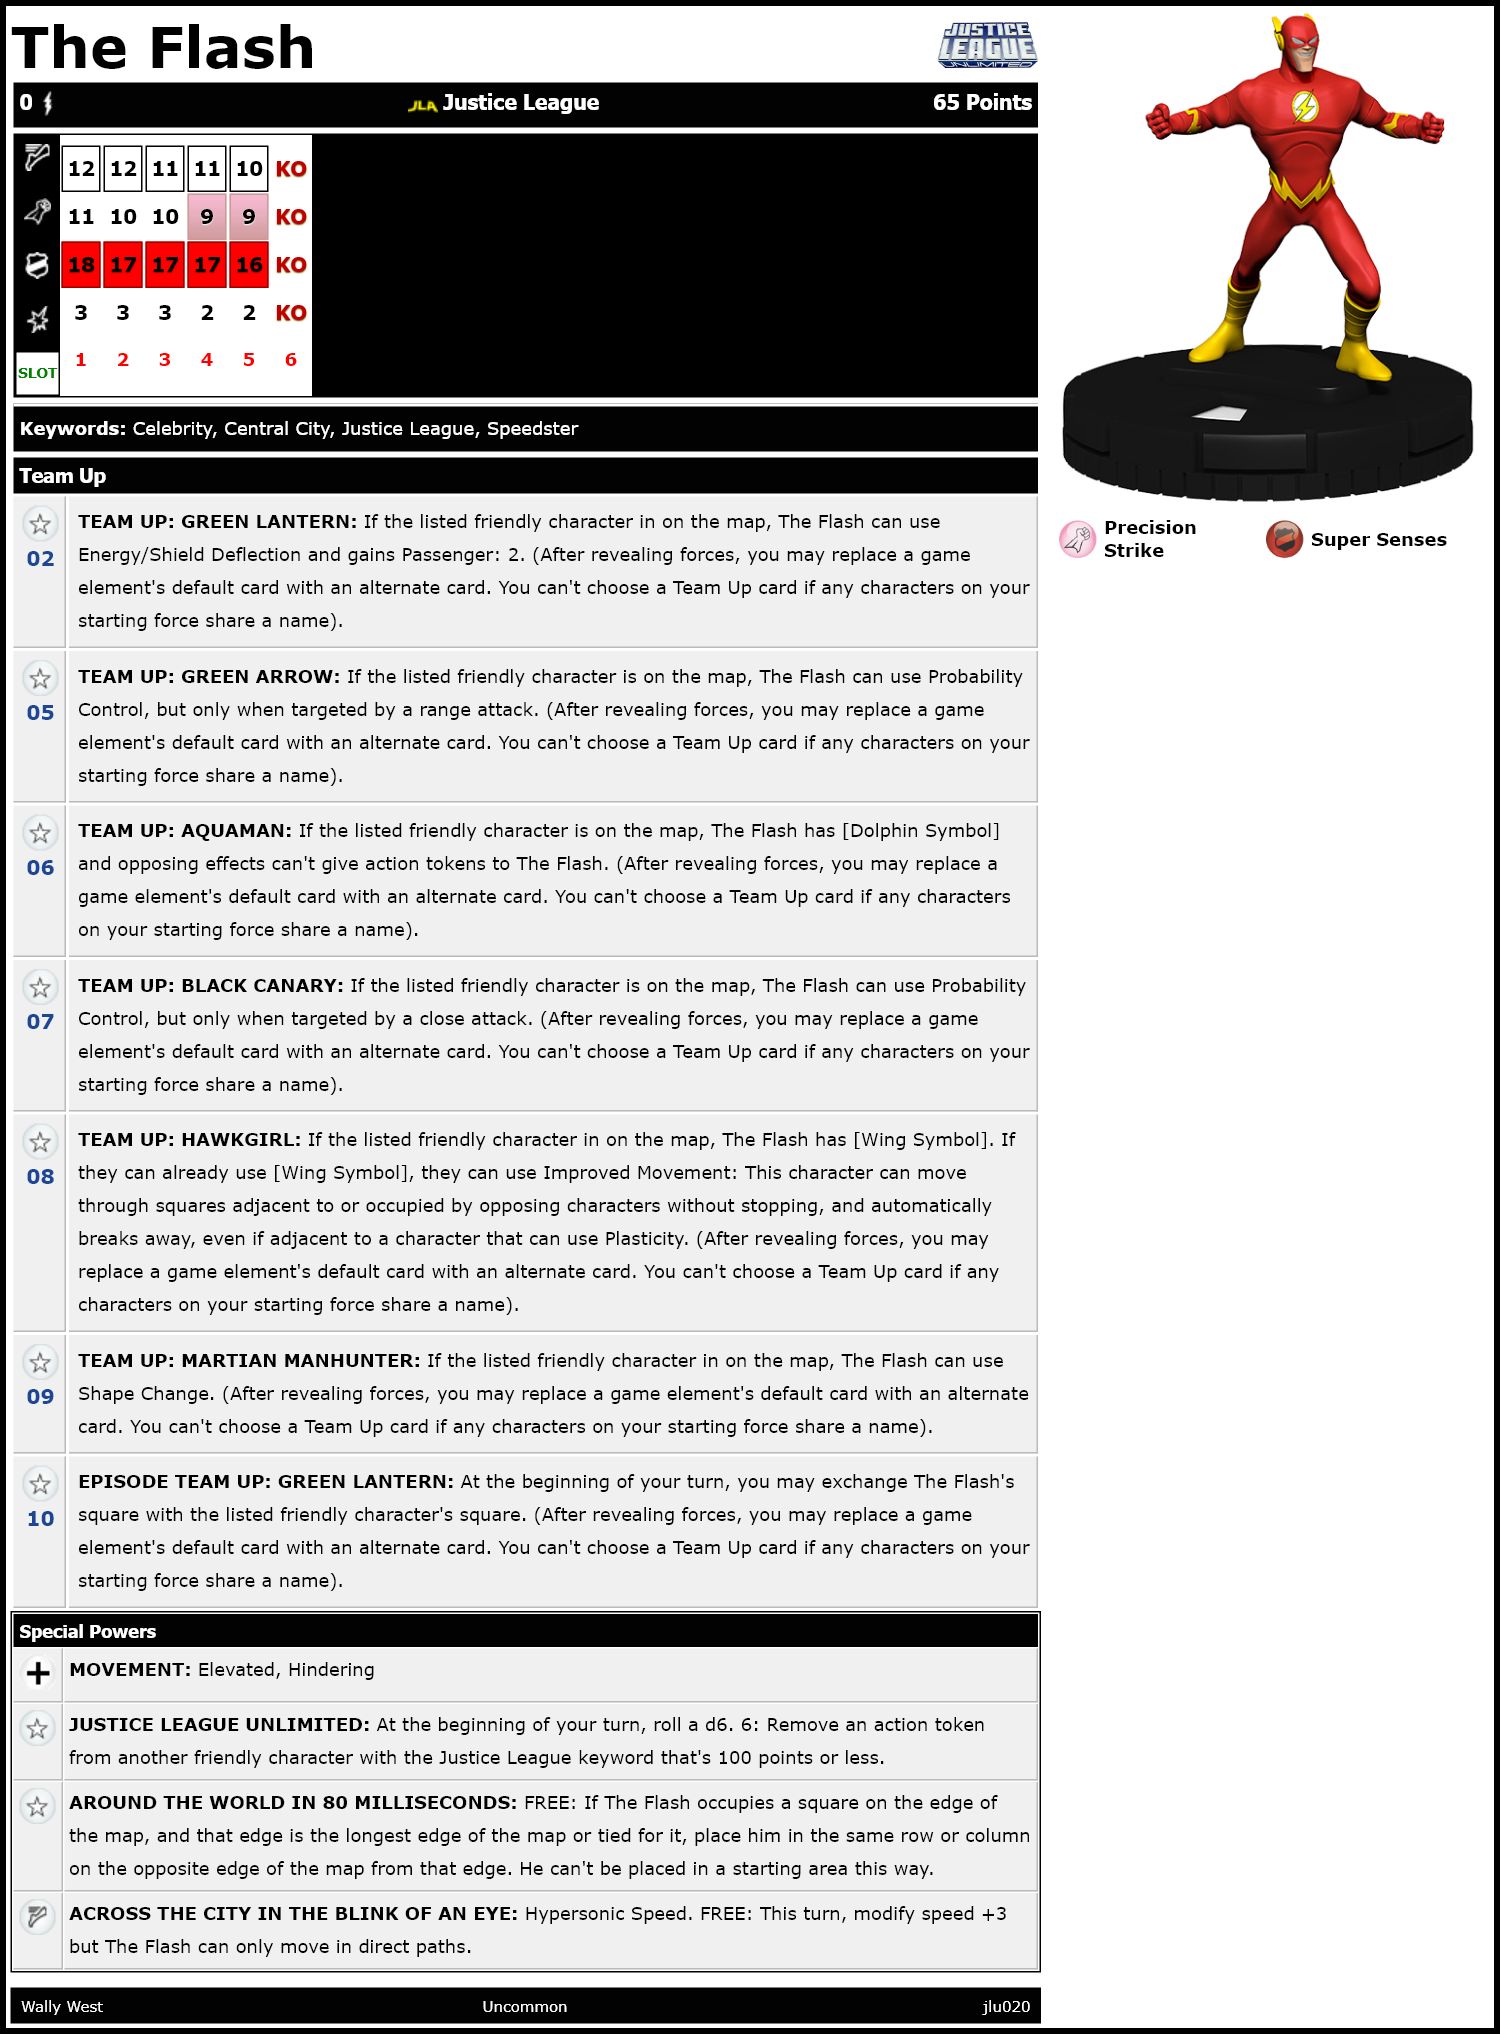 The Flash
JUSTICE
LEAGUE
UNLIMITED
0 JLA Justice League 65 Points
12 12 11 11 10 KO
11 10 10 9 9 KO
18 17 17 17 16 KO
3 3 3 2 2 KO
SLOT 1 2 3 4 5 6
Keywords: Celebrity, Central City, Justice League, Speedster
Team Up
02 TEAM UP: GREEN LANTERN: If the listed friendly character in on the map, The Flash can use
Energy/Shield Deflection and gains Passenger: 2. (After revealing forces, you may replace a game
element's default card with an alternate card. You can't choose a Team Up card if any characters on your
starting force share a name).
05 TEAM UP: GREEN ARROW: If the listed friendly character is on the map, The Flash can use Probability
Control, but only when targeted by a range attack. (After revealing forces, you may replace a game
element's default card with an alternate card. You can't choose a Team Up card if any characters on your
starting force share a name).
06 TEAM UP: AQUAMAN: If the listed friendly character is on the map, The Flash has [Dolphin Symbol]
and opposing effects can't give action tokens to The Flash. (After revealing forces, you may replace a
game element's default card with an alternate card. You can't choose a Team Up card if any characters
on your starting force share a name).
07 TEAM UP: BLACK CANARY: If the listed friendly character is on the map, The Flash can use Probability
Control, but only when targeted by a close attack. (After revealing forces, you may replace a game
element's default card with an alternate card. You can't choose a Team Up card if any characters on your
starting force share a name).
08 TEAM UP: HAWKGIRL: If the listed friendly character in on the map, The Flash has [Wing Symbol]. If
they can already use [Wing Symbol], they can use Improved Movement: This character can move
through squares adjacent to or occupied by opposing characters without stopping, and automatically
breaks away, even if adjacent to a character that can use Plasticity. (After revealing forces, you may
replace a game element's default card with an alternate card. You can't choose a Team Up card if any
characters on your starting force share a name).
09 TEAM UP: MARTIAN MANHUNTER: If the listed friendly character in on the map, The Flash can use
Shape Change. (After revealing forces, you may replace a game element's default card with an alternate
card. You can't choose a Team Up card if any characters on your starting force share a name).
10 EPISODE TEAM UP: GREEN LANTERN: At the beginning of your turn, you may exchange The Flash's
square with the listed friendly character's square. (After revealing forces, you may replace a game
element's default card with an alternate card. You can't choose a Team Up card if any characters on your
starting force share a name).
Special Powers
MOVEMENT: Elevated, Hindering
JUSTICE LEAGUE UNLIMITED: At the beginning of your turn, roll a d6. 6: Remove an action token
from another friendly character with the Justice League keyword that's 100 points or less.
AROUND THE WORLD IN 80 MILLISECONDS: FREE: If The Flash occupies a square on the edge of
the map, and that edge is the longest edge of the map or tied for it, place him in the same row or column
on the opposite edge of the map from that edge. He can't be placed in a starting area this way.
ACROSS THE CITY IN THE BLINK OF AN EYE: Hypersonic Speed. FREE: This turn, modify speed +3
but The Flash can only move in direct paths.
Wally West Uncommon jlu020
Precision
Strike
Super Senses